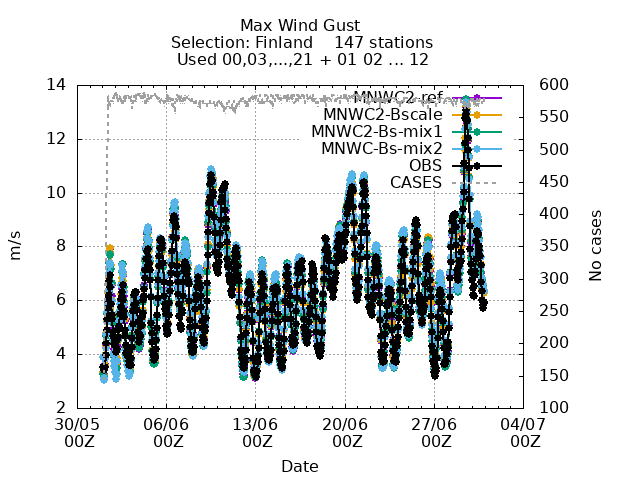 Max Wind Gust
Selection: Finland    147 stations
Used 00,03,...,21 + 01 02 ... 12
14
12
10
8
6
4
2
m/s
600
550
500
450
400
350
300
250
200
150
100
No cases
MNWC2-ref
MNWC2-Bscale
MNWC2-Bs-mix1
MNWC-Bs-mix2
OBS
CASES
30/05 06/06 13/06 20/06 27/06 04/07
00Z 00Z 00Z 00Z 00Z 00Z
Date